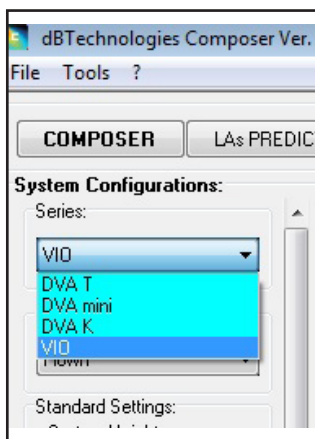 dBTechnologies Composer Ver.
File Tools ?
COMPOSER LAs PREDIC
System Configurations:
Series:
VIO
DVA T
DVA mini
DVA K
VIO
Flown
Standard Settings: